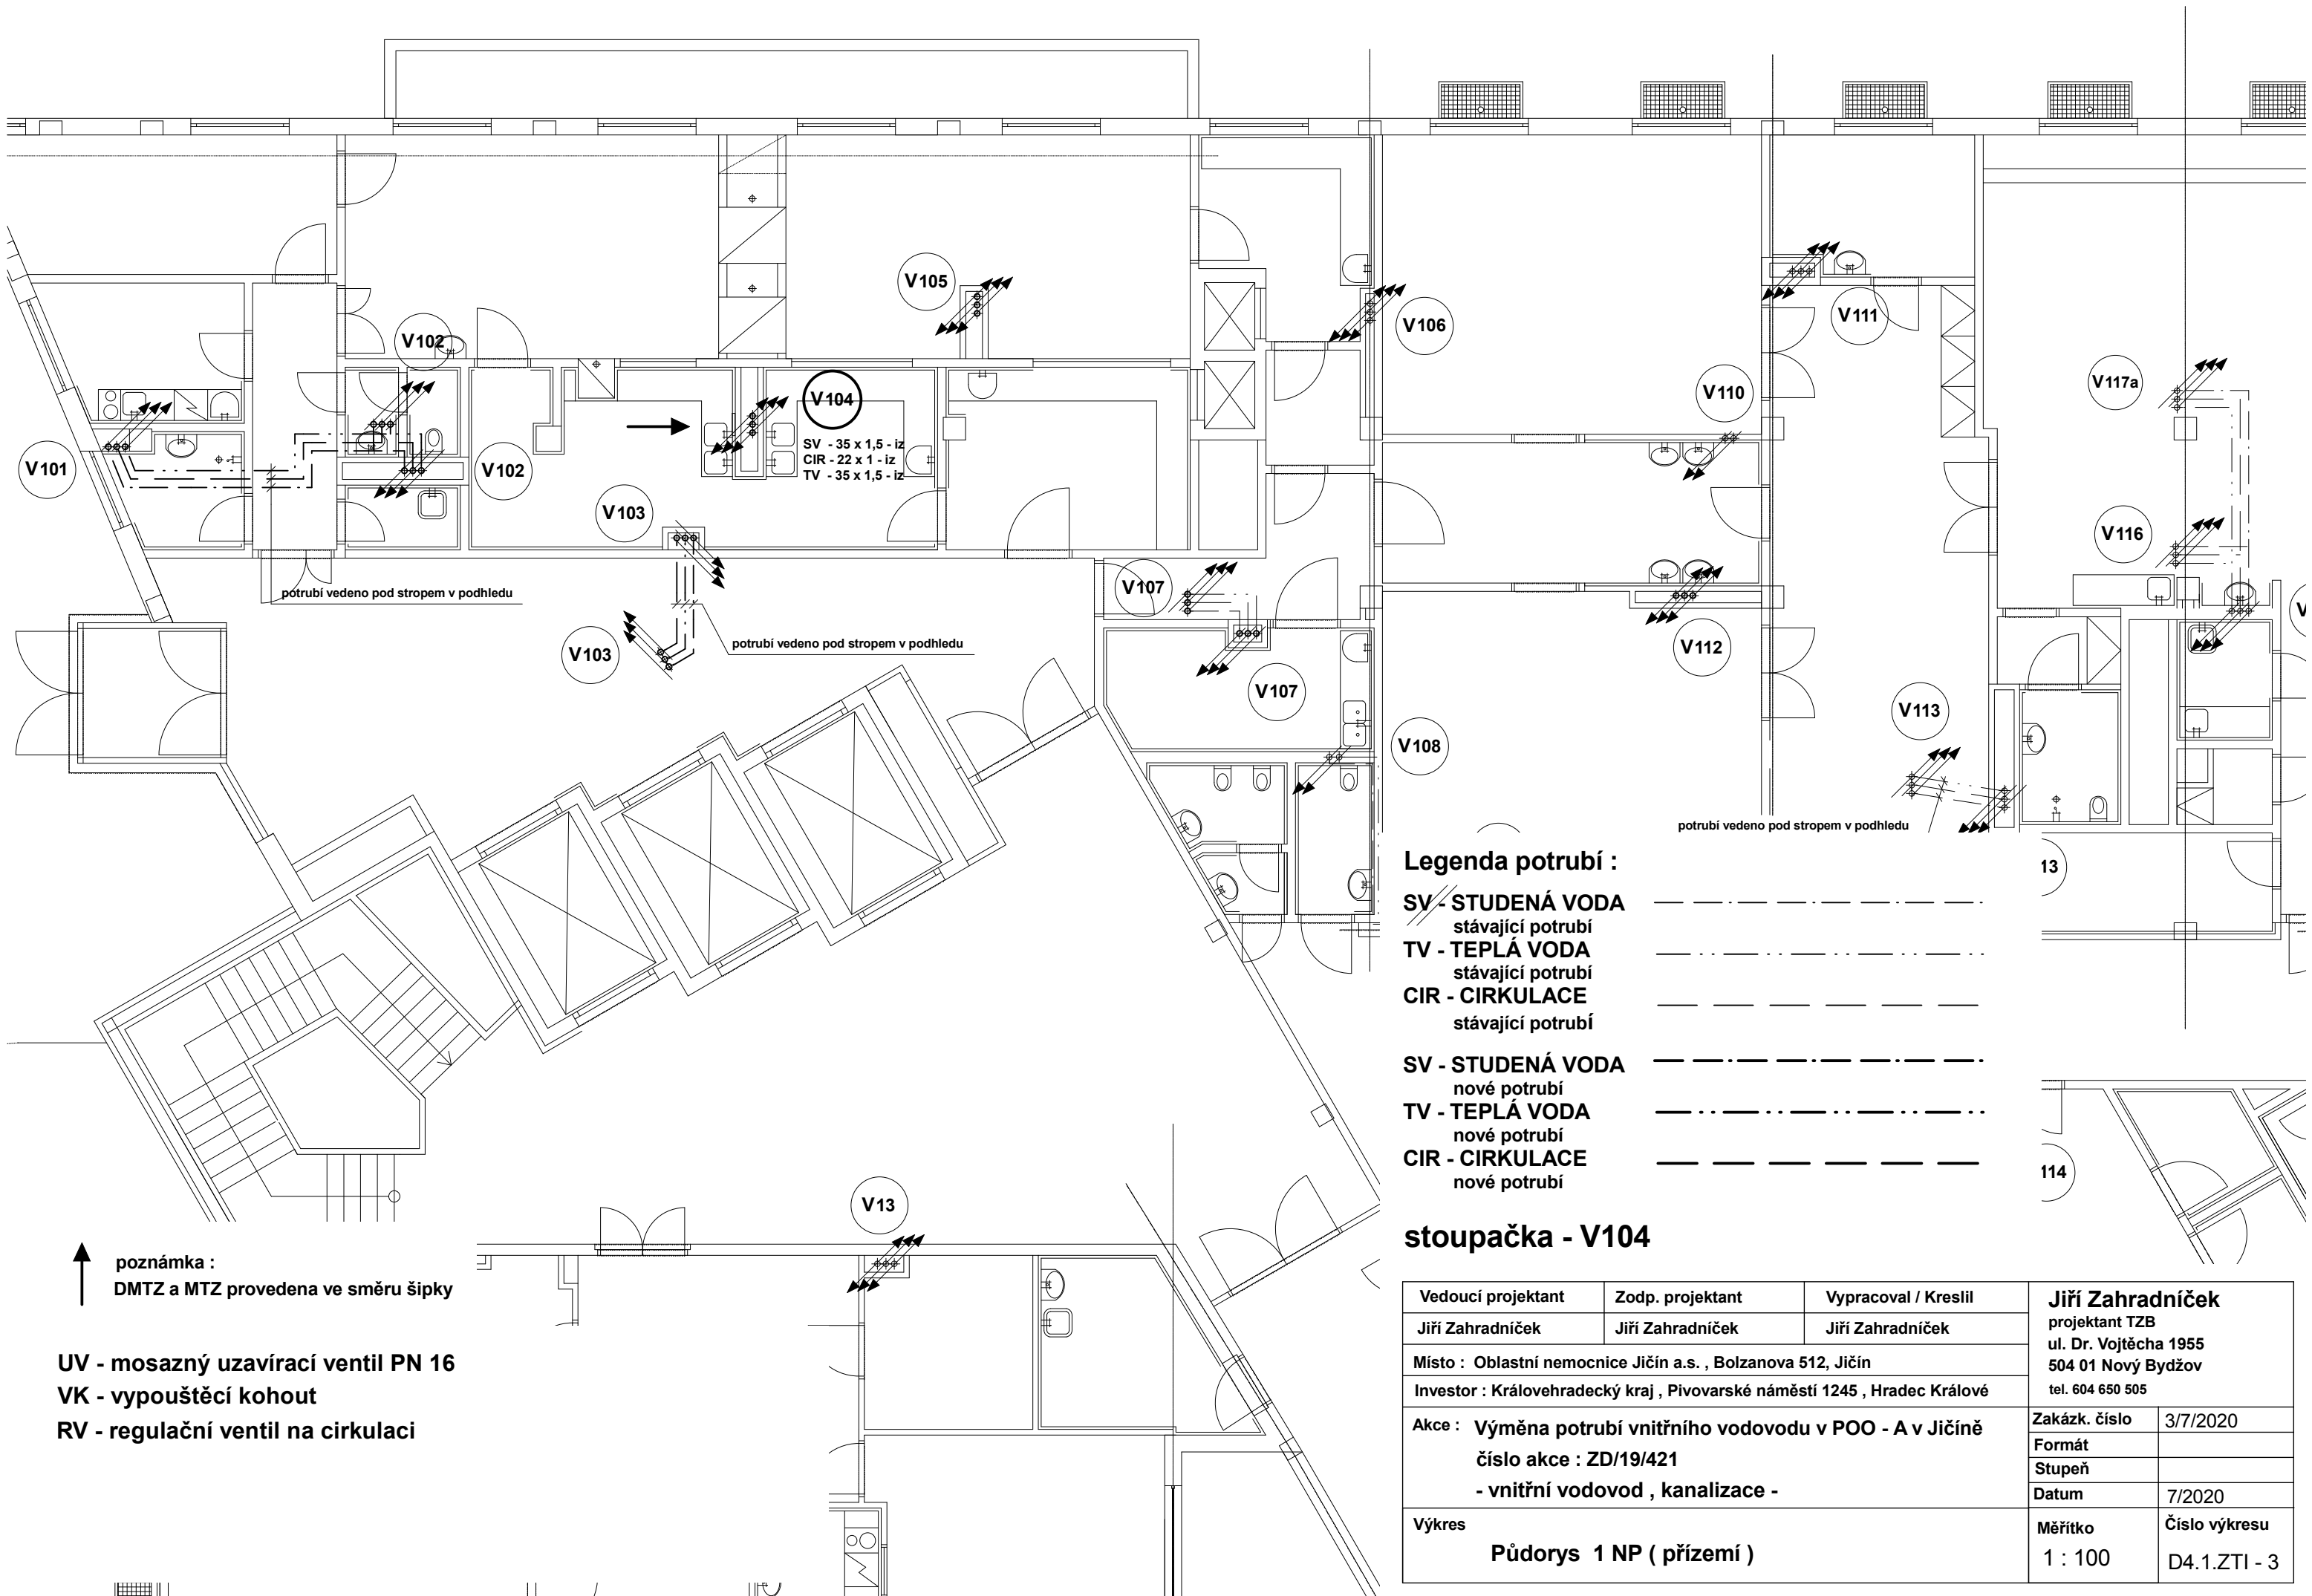 V105
V106
V111
V102
V117a
V110
V104
SV - 35 x 1,5 - iz
CIR - 22 x 1 - iz
TV - 35 x 1,5 - iz
V101
V102
V103
V116
V107
potrubí vedeno pod stropem v podhledu
V103
potrubí vedeno pod stropem v podhledu
V112
V107
V113
V108
potrubí vedeno pod stropem v podhledu
Legenda potrubí :
13
SV - STUDENÁ VODA
stávající potrubí
TV - TEPLÁ VODA
stávající potrubí
CIR - CIRKULACE
stávající potrubí
SV - STUDENÁ VODA
nové potrubí
TV - TEPLÁ VODA
nové potrubí
CIR - CIRKULACE
nové potrubí
114
V13
stoupačka - V104
poznámka :
DMTZ a MTZ provedena ve směru šipky
UV - mosazný uzavírací ventil PN 16
VK - vypouštěcí kohout
RV - regulační ventil na cirkulaci
Vedoucí projektant Zodp. projektant Vypracoval / Kreslil
Jiří Zahradníček Jiří Zahradníček Jiří Zahradníček
Jiří Zahradníček
projektant TZB
ul. Dr. Vojtěcha 1955
504 01 Nový Bydžov
tel. 604 650 505
Místo : Oblastní nemocnice Jičín a.s. , Bolzanova 512, Jičín
Investor : Královehradecký kraj , Pivovarské náměstí 1245 , Hradec Králové
Akce : Výměna potrubí vnitřního vodovodu v POO - A v Jičíně
číslo akce : ZD/19/421
- vnitřní vodovod , kanalizace -
Zakázk. číslo 3/7/2020
Formát
Stupeň
Datum 7/2020
Výkres
Půdorys 1 NP ( přízemí )
Měřítko
1 : 100
Číslo výkresu
D4.1.ZTI - 3